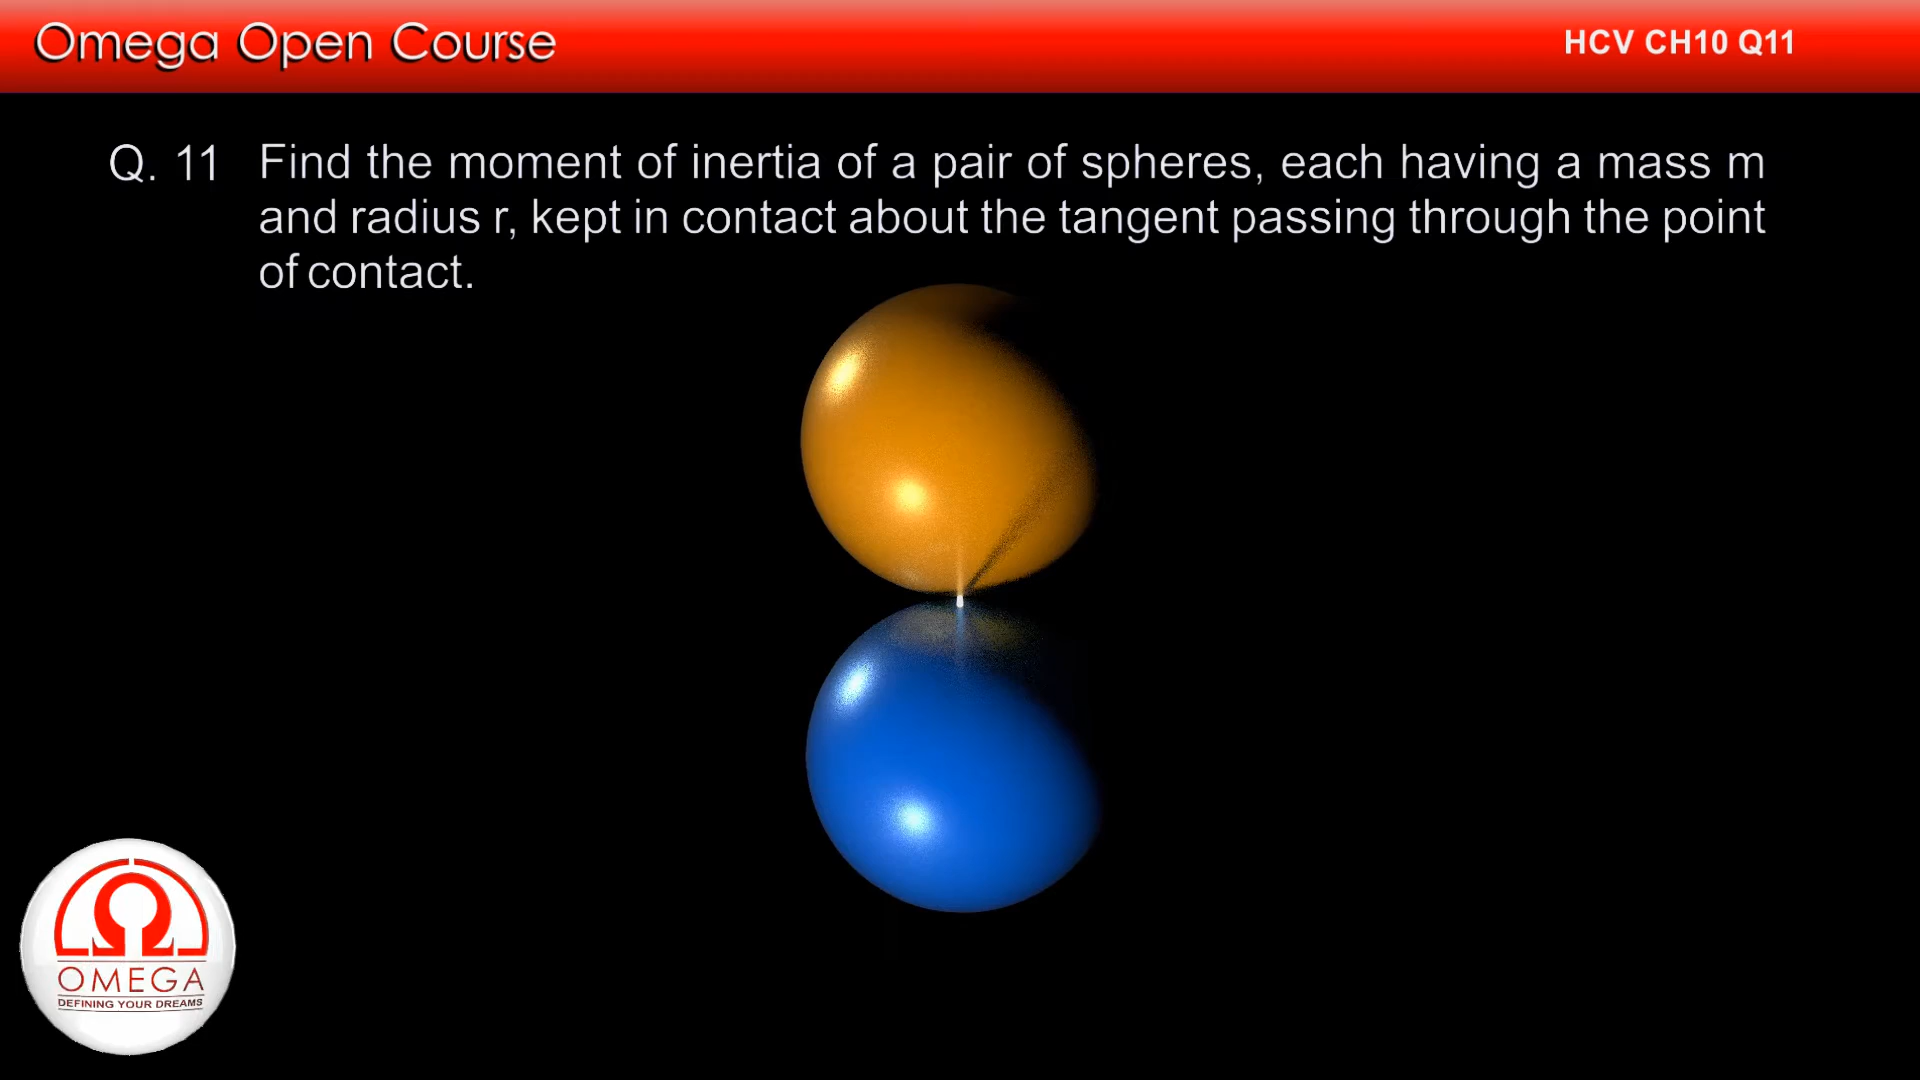 Omega Open Course
HCV CH10 Q11
Q. 11 Find the moment of inertia of a pair of spheres, each having a mass m
and radius r, kept in contact about the tangent passing through the point
of contact.
OMEGA
DEFINING YOUR DREAMS